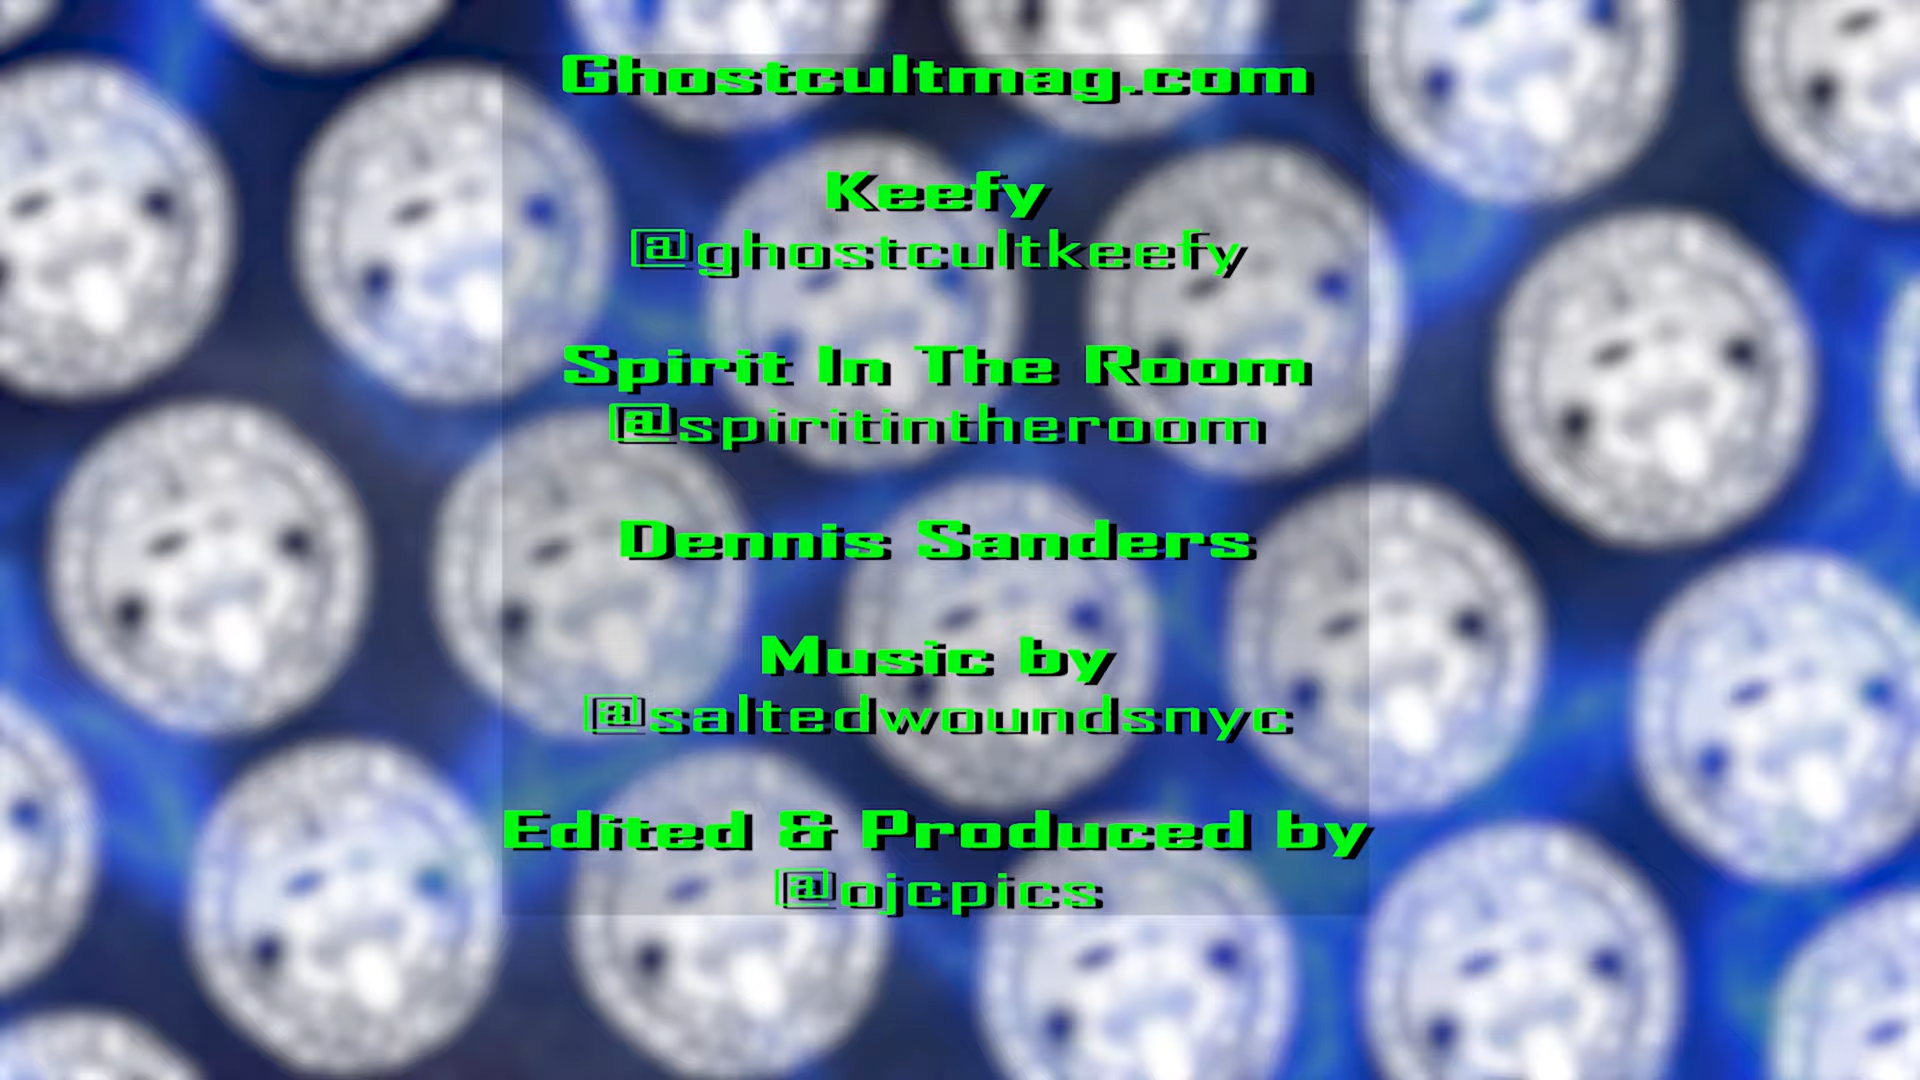 Ghostcultmag.com
Keefy
@ghostcultkeefy
Spirit In The Room
@spiritintheroom
Dennis Sanders
Music by
@saltedwoundsnyc
Edited & Produced by
@ojcpics